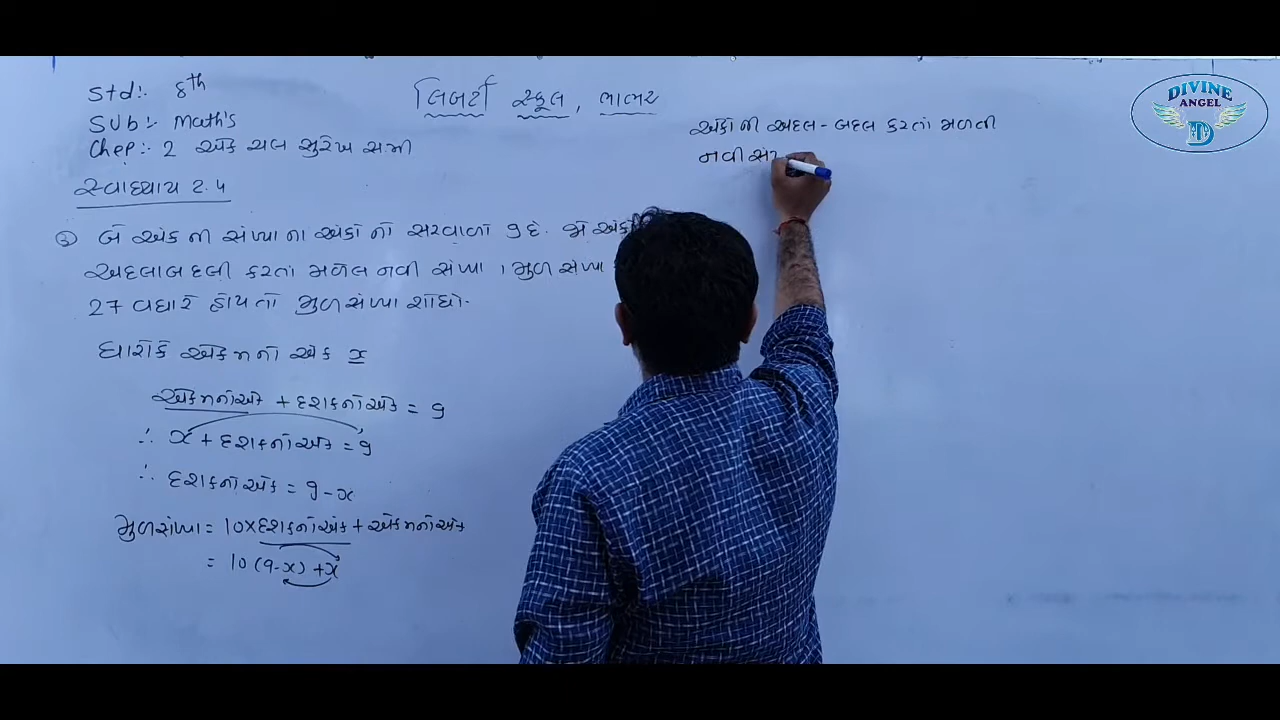 Std:- 8th
Sub:- Math's
Chep:- 2 એક ચલ સુરેખ સમી
લિબર્ટી સ્કૂલ, ભાભર
સ્વાધ્યાય 2.4
③ બે અંક ની સંખ્યા ના અંકો નો સરવાળો 9 છે. જો અંકો
અદલાબદલી કરતાં મળેલ નવી સંખ્યા, મુળ સંખ્યા
27 વધારે હોય તો મુળ સંખ્યા શોધો.
ધારોકે એકમનો અંક x
એકમનો અંક + દશકનો અંક = 9
∴ x + દશકનો અંક = 9
∴ દશકનો અંક = 9 - x
મુળસંખ્યા = 10 × દશકનો અંક + એકમનો અંક
= 10 (9-x) + x
અંકો ની અદલ - બદલ કરતાં મળતી
નવી સં
DIVINE
ANGEL
D